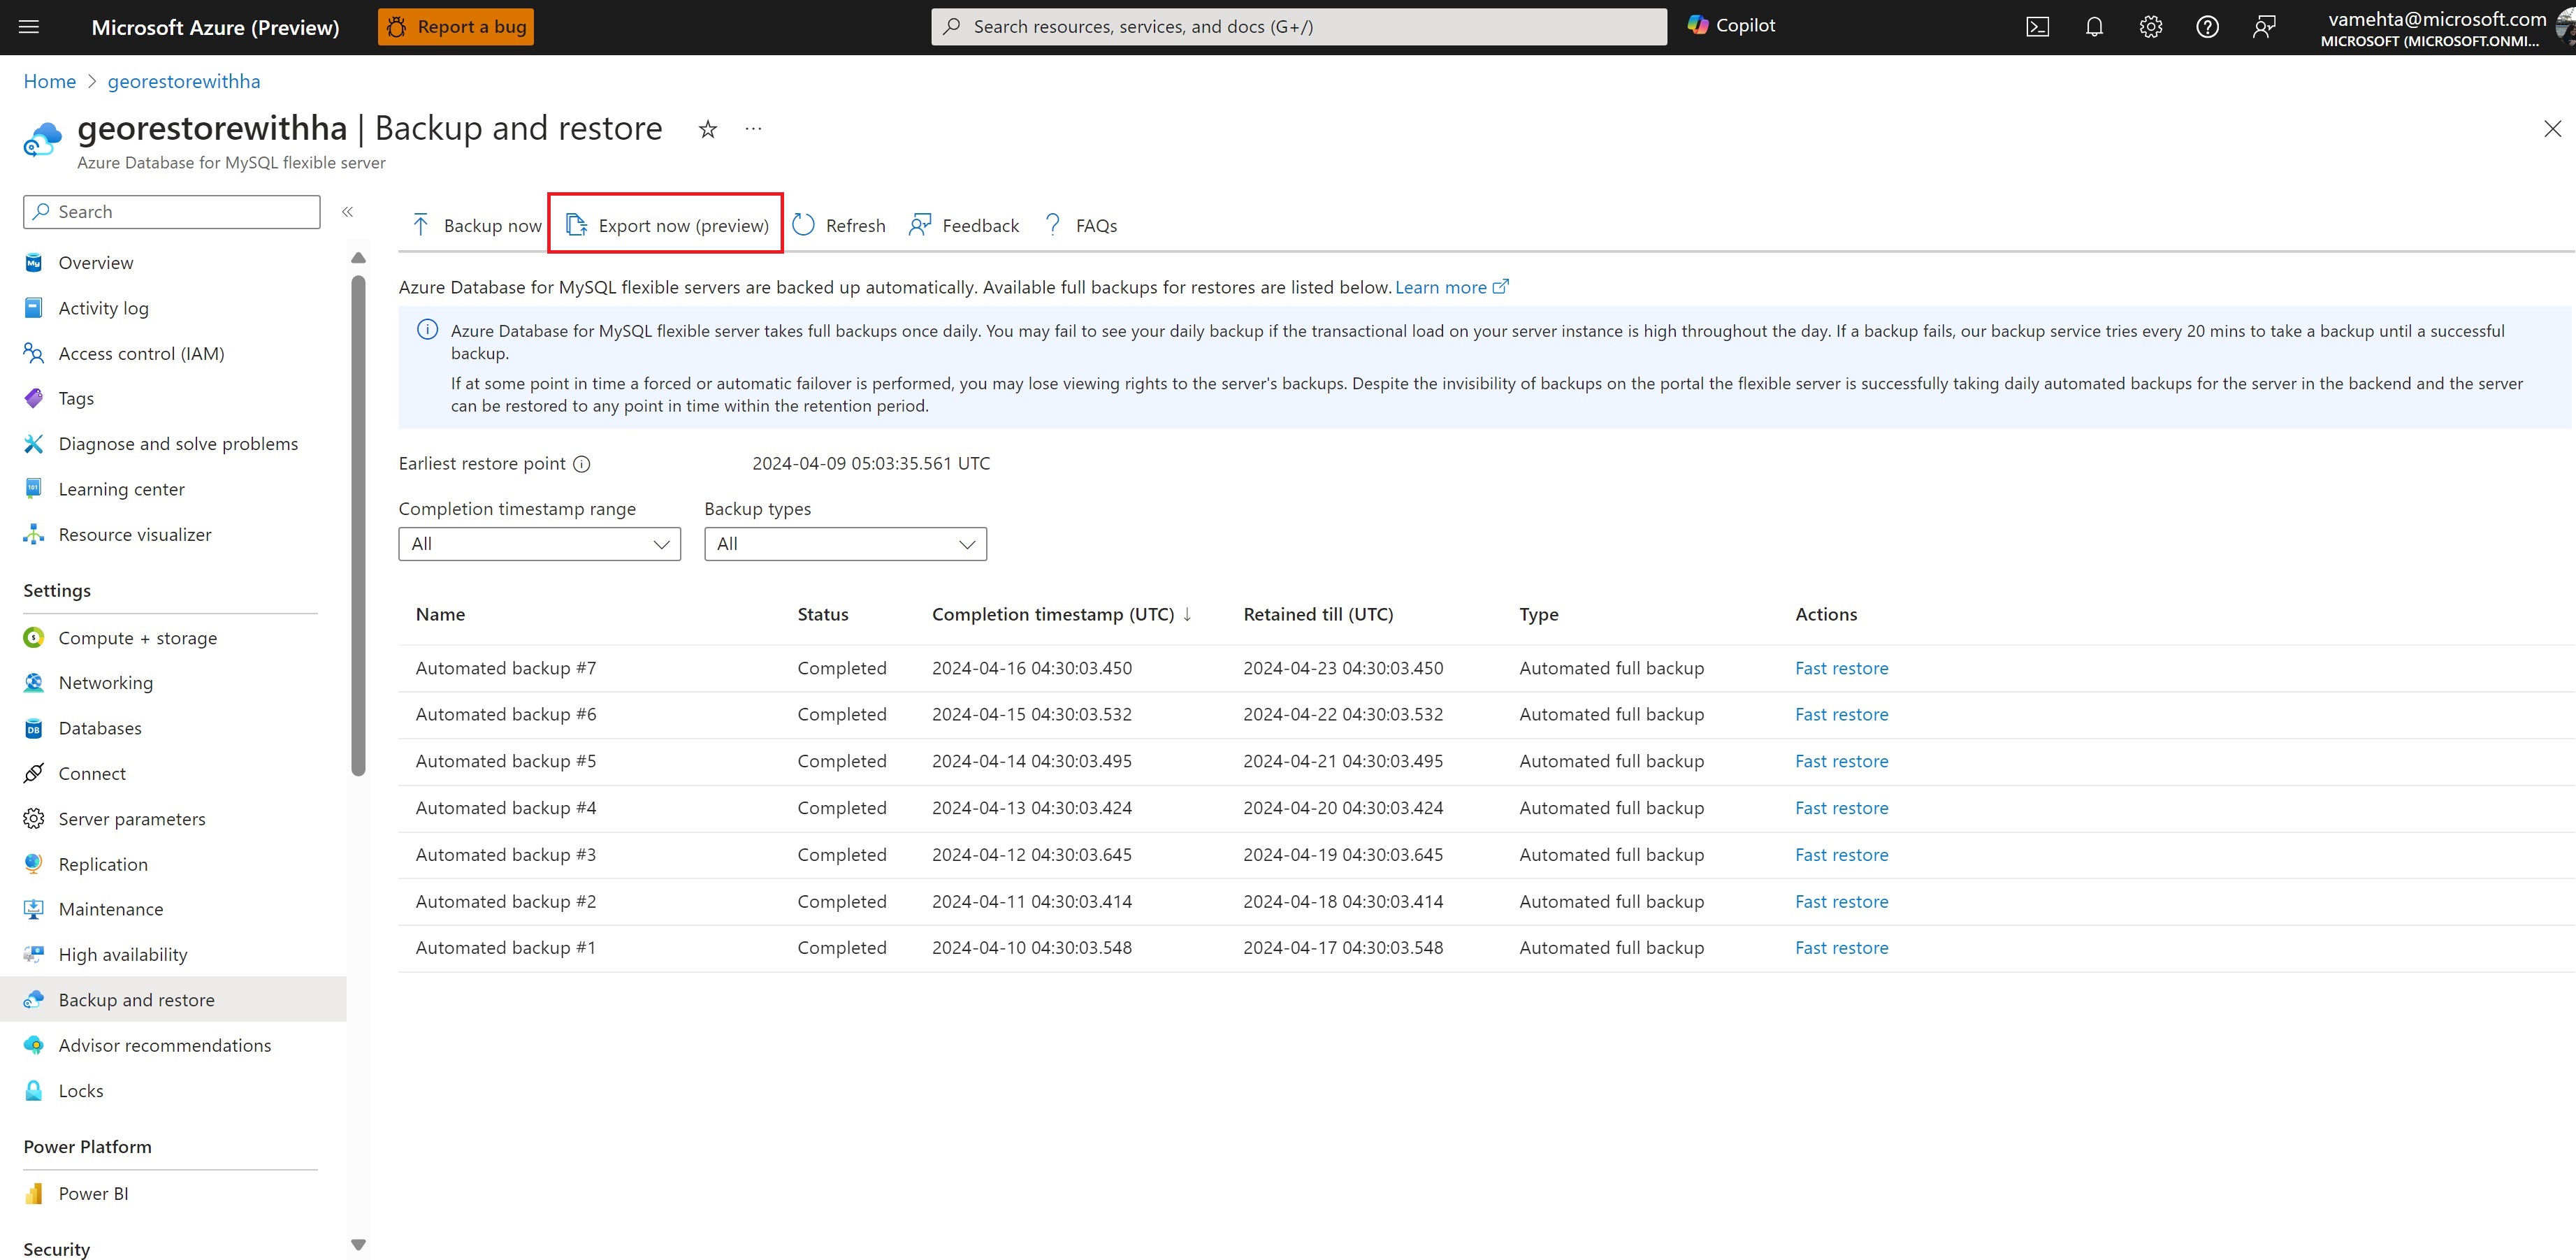 Microsoft Azure (Preview)
Report a bug
Search resources, services, and docs (G+/)
Copilot
vamehta@microsoft.com
MICROSOFT (MICROSOFT.ONMI...
Home > georestorewithha
georestorewithha | Backup and restore
Azure Database for MySQL flexible server
Search
Overview
Activity log
Access control (IAM)
Tags
Diagnose and solve problems
Learning center
Resource visualizer
Settings
Compute + storage
Networking
Databases
Connect
Server parameters
Replication
Maintenance
High availability
Backup and restore
Advisor recommendations
Locks
Power Platform
Power BI
Security
Backup now
Export now (preview)
Refresh
Feedback
FAQs
Azure Database for MySQL flexible servers are backed up automatically. Available full backups for restores are listed below. Learn more
Azure Database for MySQL flexible server takes full backups once daily. You may fail to see your daily backup if the transactional load on your server instance is high throughout the day. If a backup fails, our backup service tries every 20 mins to take a backup until a successful
backup.
If at some point in time a forced or automatic failover is performed, you may lose viewing rights to the server's backups. Despite the invisibility of backups on the portal the flexible server is successfully taking daily automated backups for the server in the backend and the server
can be restored to any point in time within the retention period.
Earliest restore point 2024-04-09 05:03:35.561 UTC
Completion timestamp range Backup types
All All
Name Status Completion timestamp (UTC) ↓ Retained till (UTC) Type Actions
Automated backup #7 Completed 2024-04-16 04:30:03.450 2024-04-23 04:30:03.450 Automated full backup Fast restore
Automated backup #6 Completed 2024-04-15 04:30:03.532 2024-04-22 04:30:03.532 Automated full backup Fast restore
Automated backup #5 Completed 2024-04-14 04:30:03.495 2024-04-21 04:30:03.495 Automated full backup Fast restore
Automated backup #4 Completed 2024-04-13 04:30:03.424 2024-04-20 04:30:03.424 Automated full backup Fast restore
Automated backup #3 Completed 2024-04-12 04:30:03.645 2024-04-19 04:30:03.645 Automated full backup Fast restore
Automated backup #2 Completed 2024-04-11 04:30:03.414 2024-04-18 04:30:03.414 Automated full backup Fast restore
Automated backup #1 Completed 2024-04-10 04:30:03.548 2024-04-17 04:30:03.548 Automated full backup Fast restore